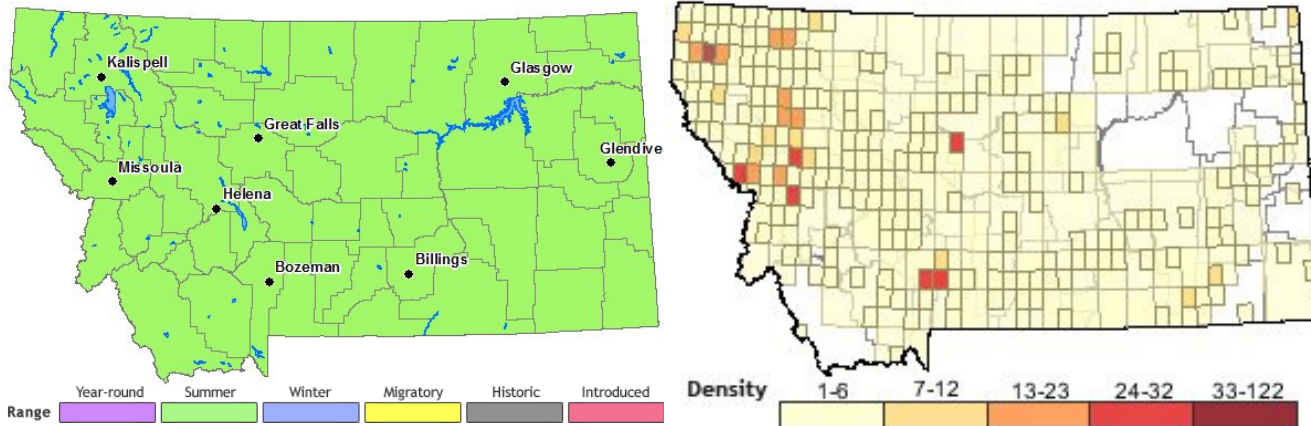 Kalispell
Glasgow
Great Falls
Glendive
Missoula
Helena
Bozeman
Billings
Year-round Summer Winter Migratory Historic Introduced
Range
Density 1-6 7-12 13-23 24-32 33-122